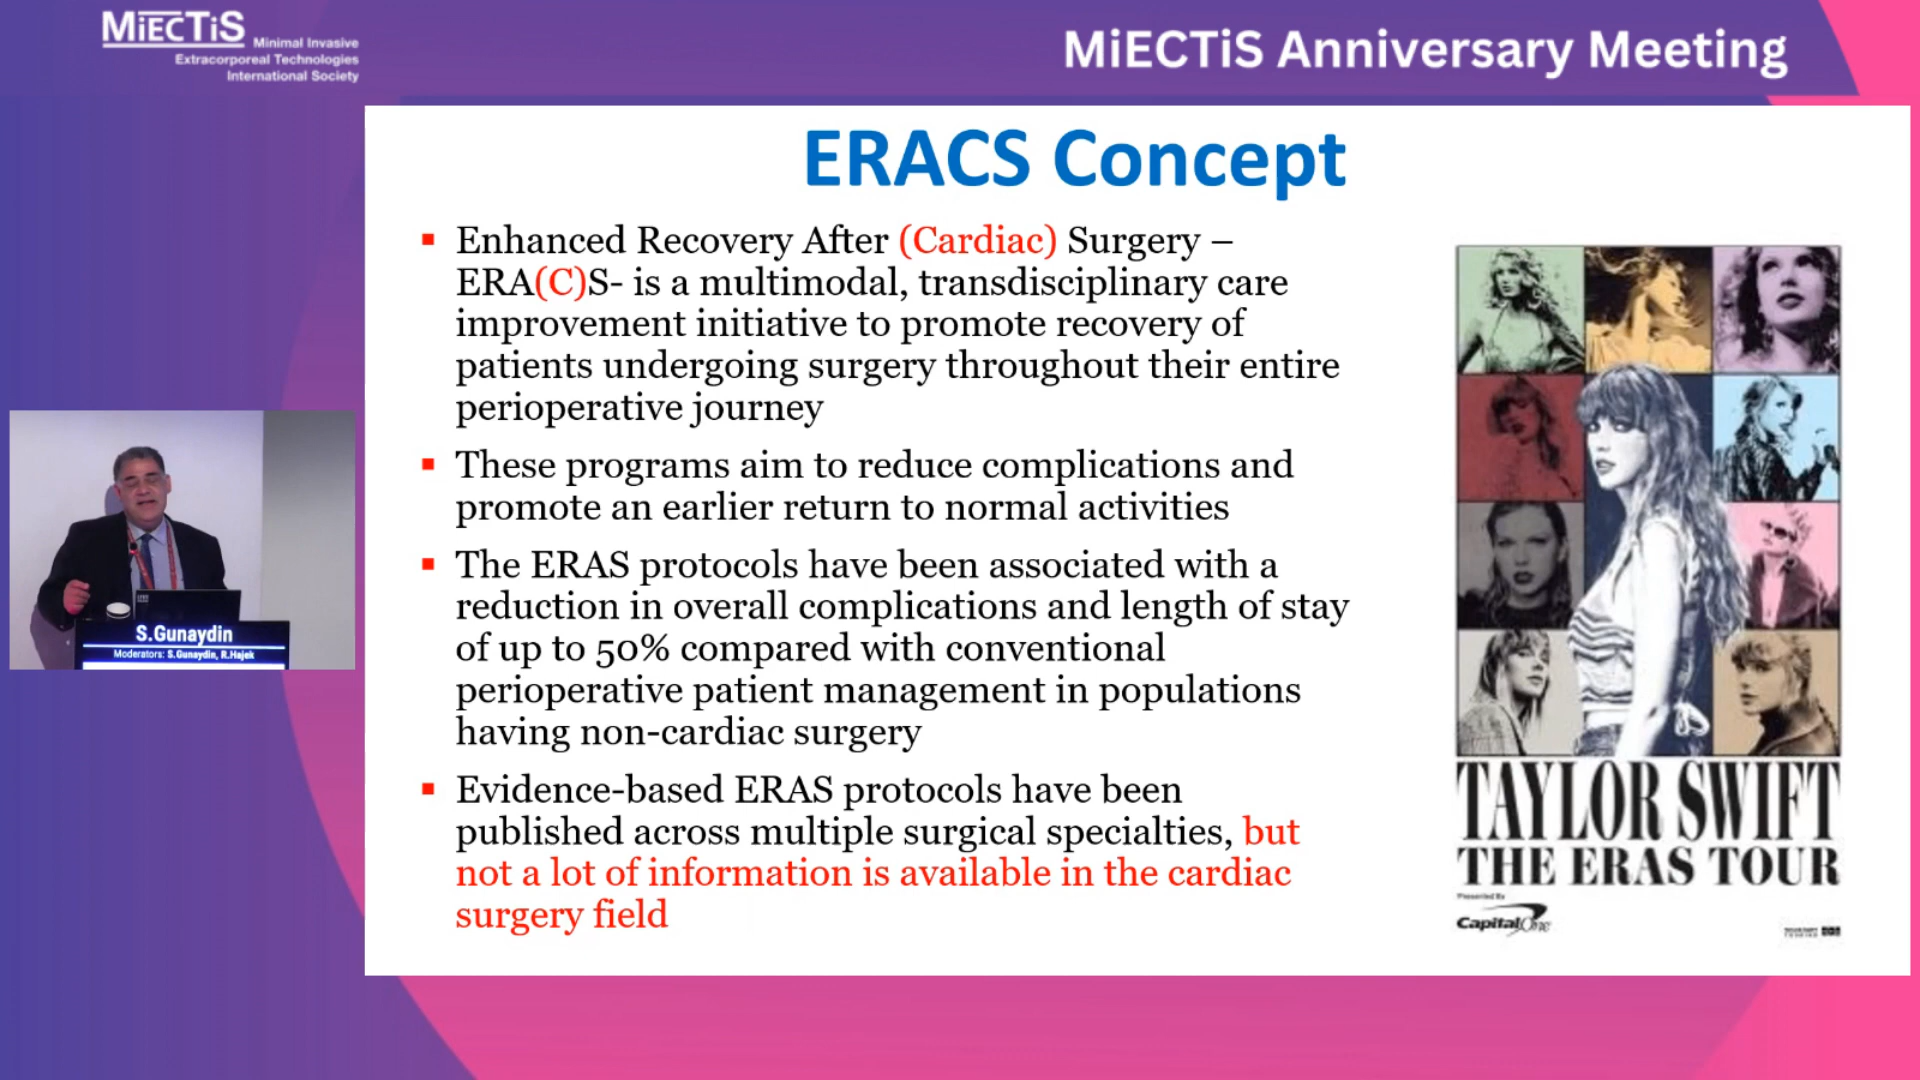 MiECTiS
Minimal Invasive
Extracorporeal Technologies
International Society
MiECTiS Anniversary Meeting
ERACS Concept
Enhanced Recovery After (Cardiac) Surgery –
ERA(C)S- is a multimodal, transdisciplinary care
improvement initiative to promote recovery of
patients undergoing surgery throughout their entire
perioperative journey
These programs aim to reduce complications and
promote an earlier return to normal activities
The ERAS protocols have been associated with a
reduction in overall complications and length of stay
of up to 50% compared with conventional
perioperative patient management in populations
having non-cardiac surgery
Evidence-based ERAS protocols have been
published across multiple surgical specialties, but
not a lot of information is available in the cardiac
surgery field
TAYLOR SWIFT
THE ERAS TOUR
Presented By
CapitalOne
S.Gunaydin
Moderators: S.Gunaydin, R.Hajek